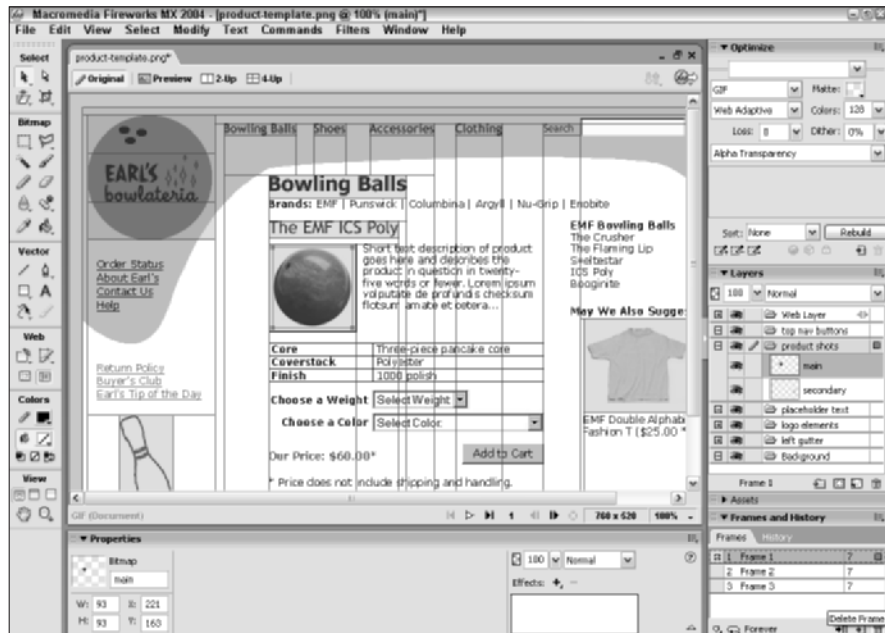 Macromedia Fireworks MX 2004 - [product-template.png @ 100% (main)*]
File Edit View Select Modify Text Commands Filters Window Help
Select
Bitmap
Vector
Web
Colors
View
product-template.png*
Original Preview 2-Up 4-Up
EARL'S
bowlateria
Bowling Balls Shoes Accessories Clothing Search
Bowling Balls
Brands: EMF | Punswick | Columbina | Argyll | Nu-Grip | Enobite
The EMF ICS Poly
Short text description of product
goes here and describes the
product in question in twenty-
five words or fewer. Lorem ipsum
volputate de profundis checksum
flotsum amate et cetera...
EMF Bowling Balls
The Crusher
The Flaming Lip
Skeltestar
ICS Poly
Booginite
May We Also Sugge
Order Status
About Earl's
Contact Us
Help
Return Policy
Buyer's Club
Earl's Tip of the Day
Core Three-piece pancake core
Coverstock Polyester
Finish 1000 polish
Choose a Weight Select Weight
Choose a Color Select Color
EMF Double Alphab
Fashion T ($25.00 *
Our Price: $60.00*
Add to Cart
* Price does not include shipping and handling.
GIF (Document)
1
760 x 520 100%
Properties
Bitmap
main
W: 93 X: 221
H: 93 Y: 163
100 Normal
Effects:
Optimize
GIF Matte:
Web Adaptive Colors: 128
Loss: 0 Dither: 0%
Alpha Transparency
Sort: None Rebuild
Layers
100 Normal
Web Layer
top nav buttons
product shots
main
secondary
placeholder text
logo elements
left gutter
Background
Frame 1
Assets
Frames and History
Frames History
1 Frame 1 7
2 Frame 2 7
3 Frame 3 7
Delete Frame
Forever